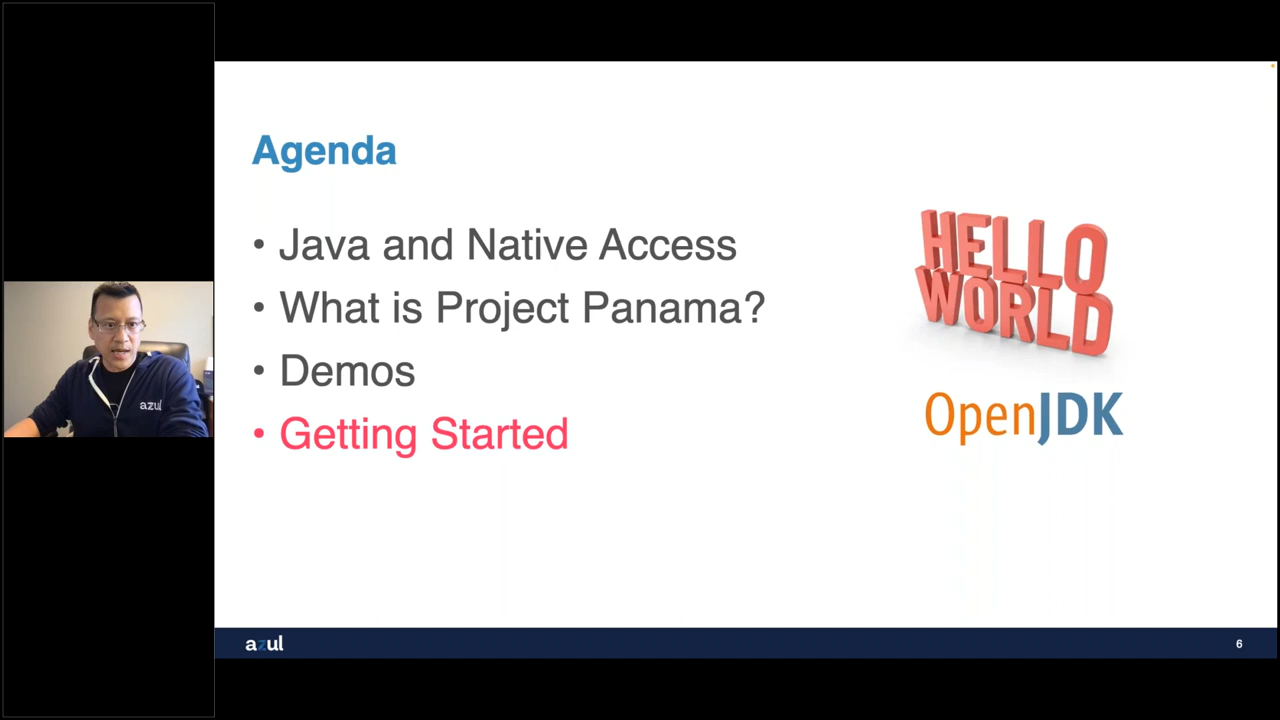 Agenda
• Java and Native Access
• What is Project Panama?
• Demos
• Getting Started
HELLO
WORLD
OpenJDK
azul
azul
6